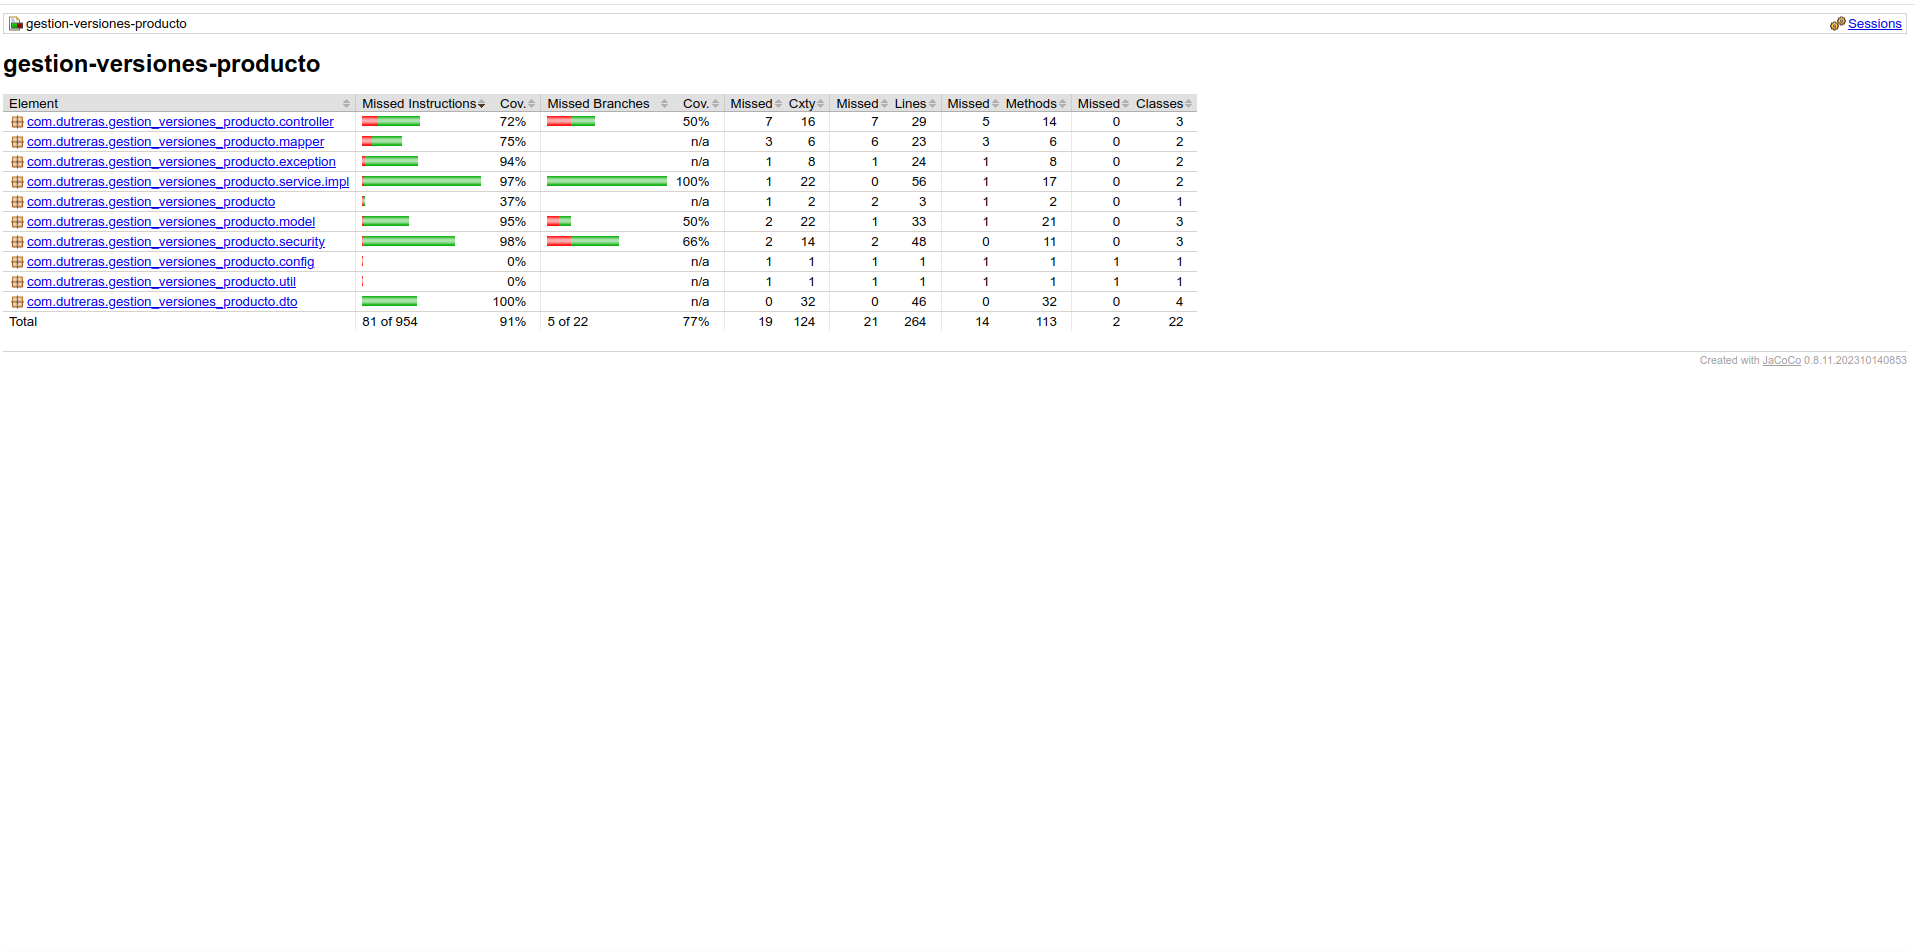 gestion-versiones-producto Sessions
gestion-versiones-producto
Element Missed Instructions Cov. Missed Branches Cov. Missed Cxty Missed Lines Missed Methods Missed Classes
com.dutreras.gestion_versiones_producto.controller 72% 50% 7 16 7 29 5 14 0 3
com.dutreras.gestion_versiones_producto.mapper 75% n/a 3 6 6 23 3 6 0 2
com.dutreras.gestion_versiones_producto.exception 94% n/a 1 8 1 24 1 8 0 2
com.dutreras.gestion_versiones_producto.service.impl 97% 100% 1 22 0 56 1 17 0 2
com.dutreras.gestion_versiones_producto 37% n/a 1 2 2 3 1 2 0 1
com.dutreras.gestion_versiones_producto.model 95% 50% 2 22 1 33 1 21 0 3
com.dutreras.gestion_versiones_producto.security 98% 66% 2 14 2 48 0 11 0 3
com.dutreras.gestion_versiones_producto.config 0% n/a 1 1 1 1 1 1 1 1
com.dutreras.gestion_versiones_producto.util 0% n/a 1 1 1 1 1 1 1 1
com.dutreras.gestion_versiones_producto.dto 100% n/a 0 32 0 46 0 32 0 4
Total 81 of 954 91% 5 of 22 77% 19 124 21 264 14 113 2 22
Created with JaCoCo 0.8.11.202310140853